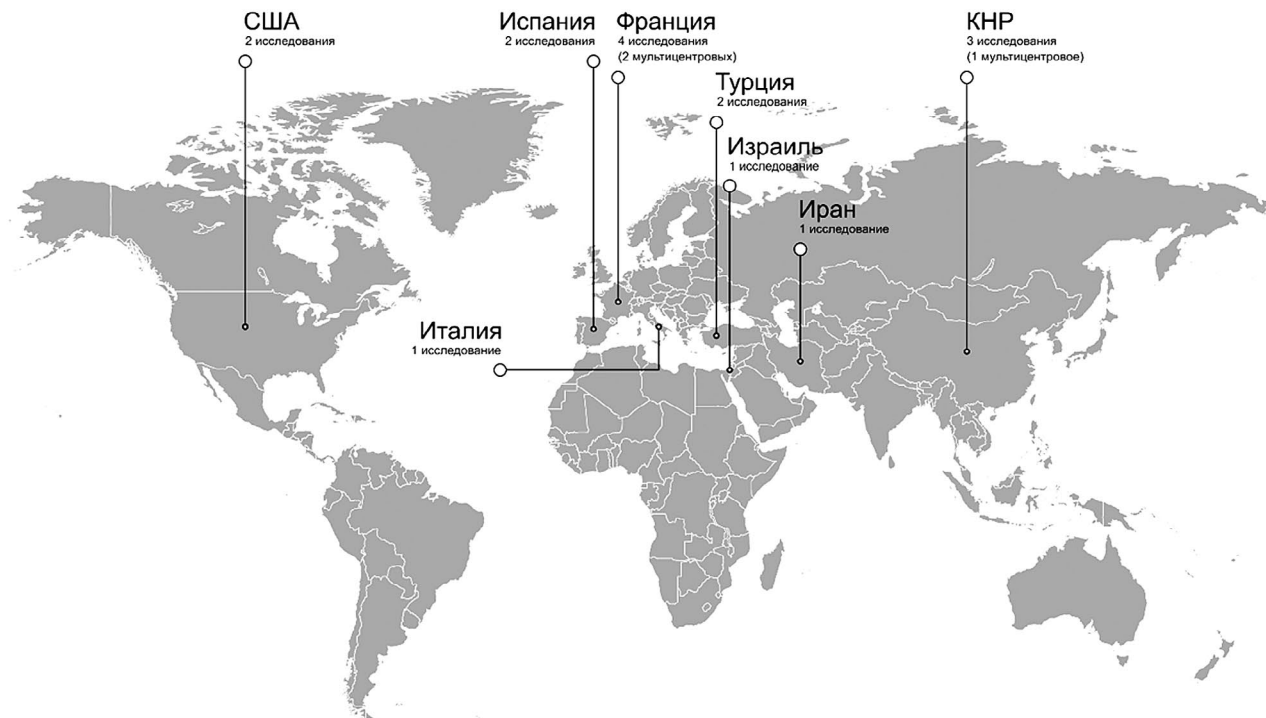 США
2 исследования
Испания
2 исследования
Франция
4 исследования
(2 мультицентровых)
КНР
3 исследования
(1 мультицентровое)
Турция
2 исследования
Израиль
1 исследование
Иран
1 исследование
Италия
1 исследование